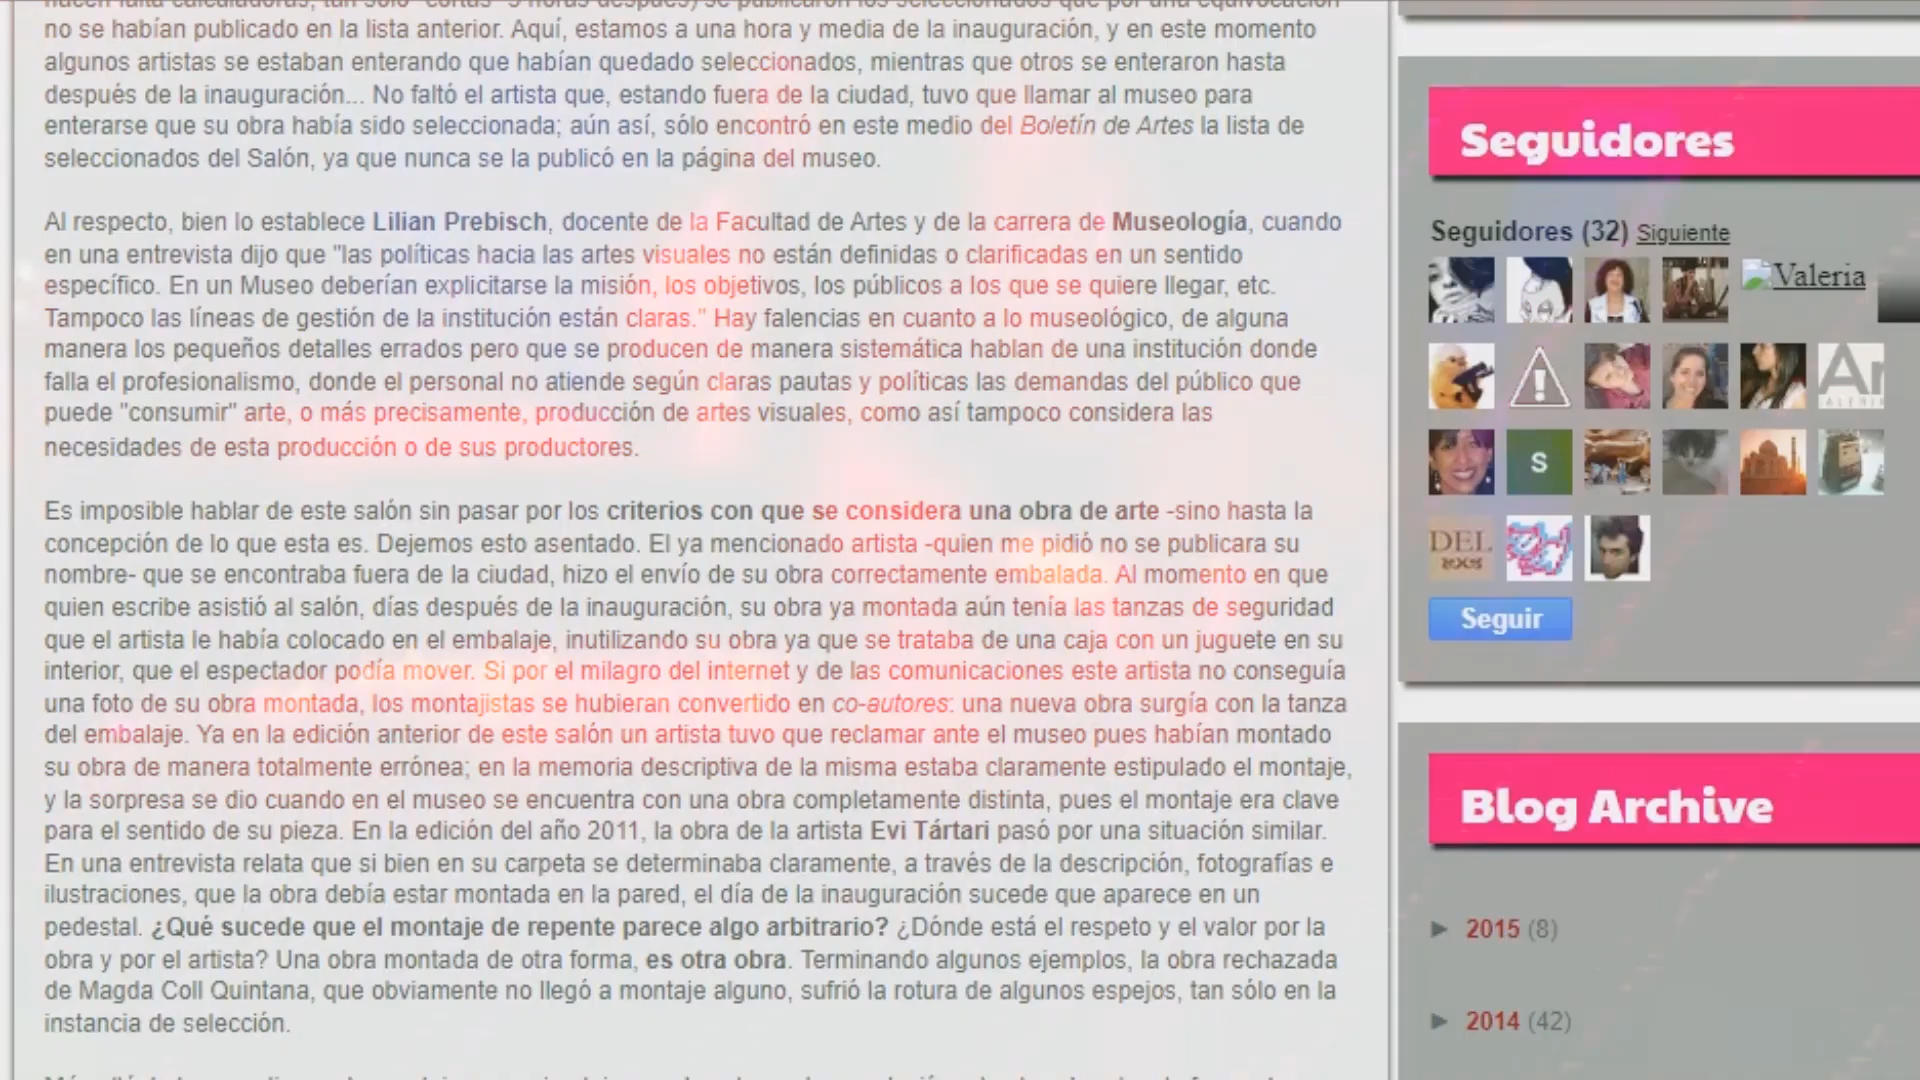 hacen falta calculadoras, tan sólo "cortas" 5 horas después) se publicaron los seleccionados que por una equivocación
no se habían publicado en la lista anterior. Aquí, estamos a una hora y media de la inauguración, y en este momento
algunos artistas se estaban enterando que habían quedado seleccionados, mientras que otros se enteraron hasta
después de la inauguración... No faltó el artista que, estando fuera de la ciudad, tuvo que llamar al museo para
enterarse que su obra había sido seleccionada; aún así, sólo encontró en este medio del Boletín de Artes la lista de
seleccionados del Salón, ya que nunca se la publicó en la página del museo.
Al respecto, bien lo establece Lilian Prebisch, docente de la Facultad de Artes y de la carrera de Museología, cuando
en una entrevista dijo que "las políticas hacia las artes visuales no están definidas o clarificadas en un sentido
específico. En un Museo deberían explicitarse la misión, los objetivos, los públicos a los que se quiere llegar, etc.
Tampoco las líneas de gestión de la institución están claras." Hay falencias en cuanto a lo museológico, de alguna
manera los pequeños detalles errados pero que se producen de manera sistemática hablan de una institución donde
falla el profesionalismo, donde el personal no atiende según claras pautas y políticas las demandas del público que
puede "consumir" arte, o más precisamente, producción de artes visuales, como así tampoco considera las
necesidades de esta producción o de sus productores.
Es imposible hablar de este salón sin pasar por los criterios con que se considera una obra de arte -sino hasta la
concepción de lo que esta es. Dejemos esto asentado. El ya mencionado artista -quien me pidió no se publicara su
nombre- que se encontraba fuera de la ciudad, hizo el envío de su obra correctamente embalada. Al momento en que
quien escribe asistió al salón, días después de la inauguración, su obra ya montada aún tenía las tanzas de seguridad
que el artista le había colocado en el embalaje, inutilizando su obra ya que se trataba de una caja con un juguete en su
interior, que el espectador podía mover. Si por el milagro del internet y de las comunicaciones este artista no conseguía
una foto de su obra montada, los montajistas se hubieran convertido en co-autores: una nueva obra surgía con la tanza
del embalaje. Ya en la edición anterior de este salón un artista tuvo que reclamar ante el museo pues habían montado
su obra de manera totalmente errónea; en la memoria descriptiva de la misma estaba claramente estipulado el montaje,
y la sorpresa se dio cuando en el museo se encuentra con una obra completamente distinta, pues el montaje era clave
para el sentido de su pieza. En la edición del año 2011, la obra de la artista Evi Tártari pasó por una situación similar.
En una entrevista relata que si bien en su carpeta se determinaba claramente, a través de la descripción, fotografías e
ilustraciones, que la obra debía estar montada en la pared, el día de la inauguración sucede que aparece en un
pedestal. ¿Qué sucede que el montaje de repente parece algo arbitrario? ¿Dónde está el respeto y el valor por la
obra y por el artista? Una obra montada de otra forma, es otra obra. Terminando algunos ejemplos, la obra rechazada
de Magda Coll Quintana, que obviamente no llegó a montaje alguno, sufrió la rotura de algunos espejos, tan sólo en la
instancia de selección.
Seguidores
Seguidores (32) Siguiente
Valeria
Ar
S
DEL
Seguir
Blog Archive
► 2015 (8)
► 2014 (42)